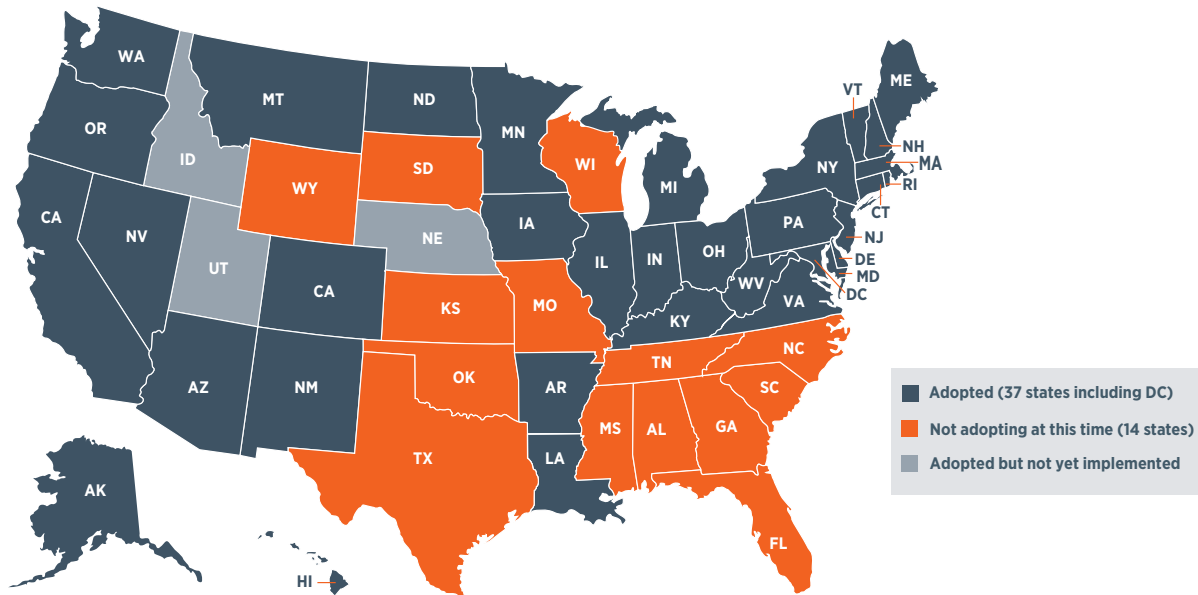 WA
MT
ND
MN
OR
ID
WY
SD
WI
MI
NY
VT
ME
NH
MA
RI
CT
CA
NV
UT
CA
NE
IA
IL
IN
OH
PA
NJ
DE
MD
DC
WV
VA
KY
KS
MO
AZ
NM
OK
AR
TN
NC
SC
TX
LA
MS
AL
GA
FL
AK
HI
Adopted (37 states including DC)
Not adopting at this time (14 states)
Adopted but not yet implemented